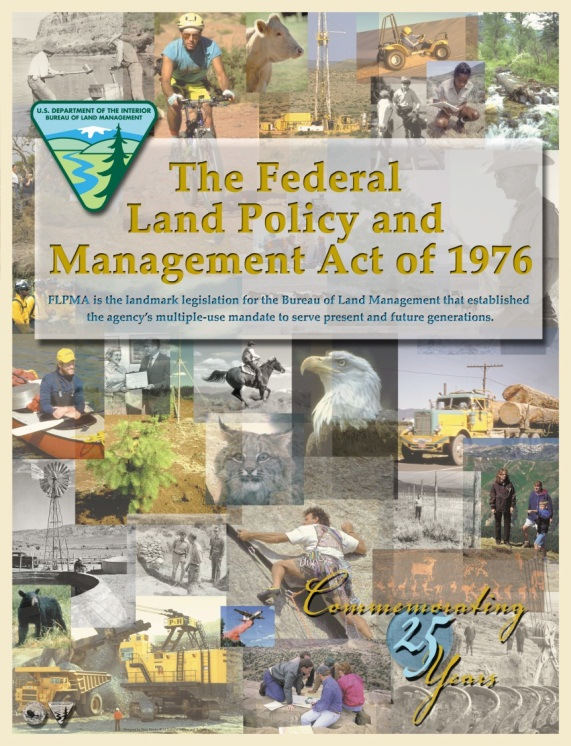 U.S. DEPARTMENT OF THE INTERIOR
BUREAU OF LAND MANAGEMENT
The Federal
Land Policy and
Management Act of 1976
FLPMA is the landmark legislation for the Bureau of Land Management that established
the agency's multiple-use mandate to serve present and future generations.
P&H
Commemorating
25
Years